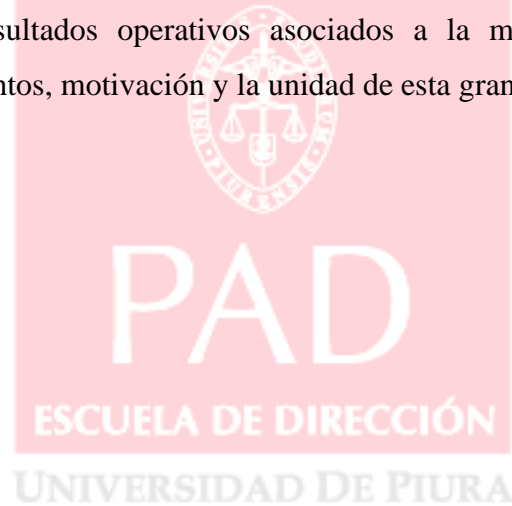 sultados operativos asociados a la m
ntos, motivación y la unidad de esta gran
PAD
ESCUELA DE DIRECCIÓN
UNIVERSIDAD DE PIURA